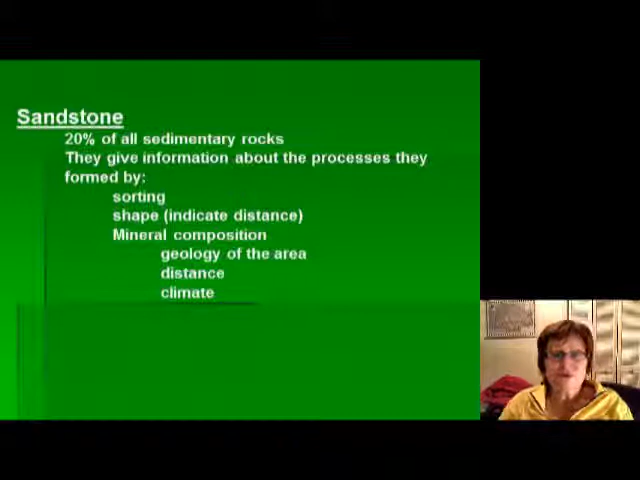 Sandstone
20% of all sedimentary rocks
They give information about the processes they
formed by:
sorting
shape (indicate distance)
Mineral composition
geology of the area
distance
climate